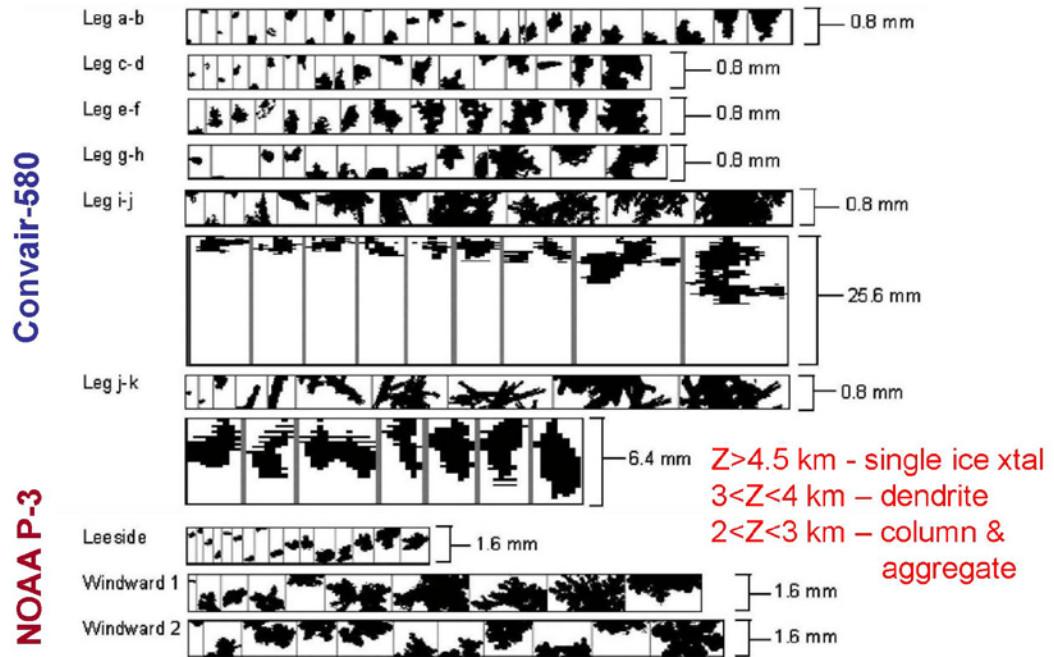 Convair-580
NOAA P-3
Leg a-b
0.8 mm
Leg c-d
0.8 mm
Leg e-f
0.8 mm
Leg g-h
0.8 mm
Leg i-j
0.8 mm
25.6 mm
Leg j-k
0.8 mm
6.4 mm
Z>4.5 km - single ice xtal
3<Z<4 km – dendrite
2<Z<3 km – column &
aggregate
Leeside
1.6 mm
Windward 1
1.6 mm
Windward 2
1.6 mm